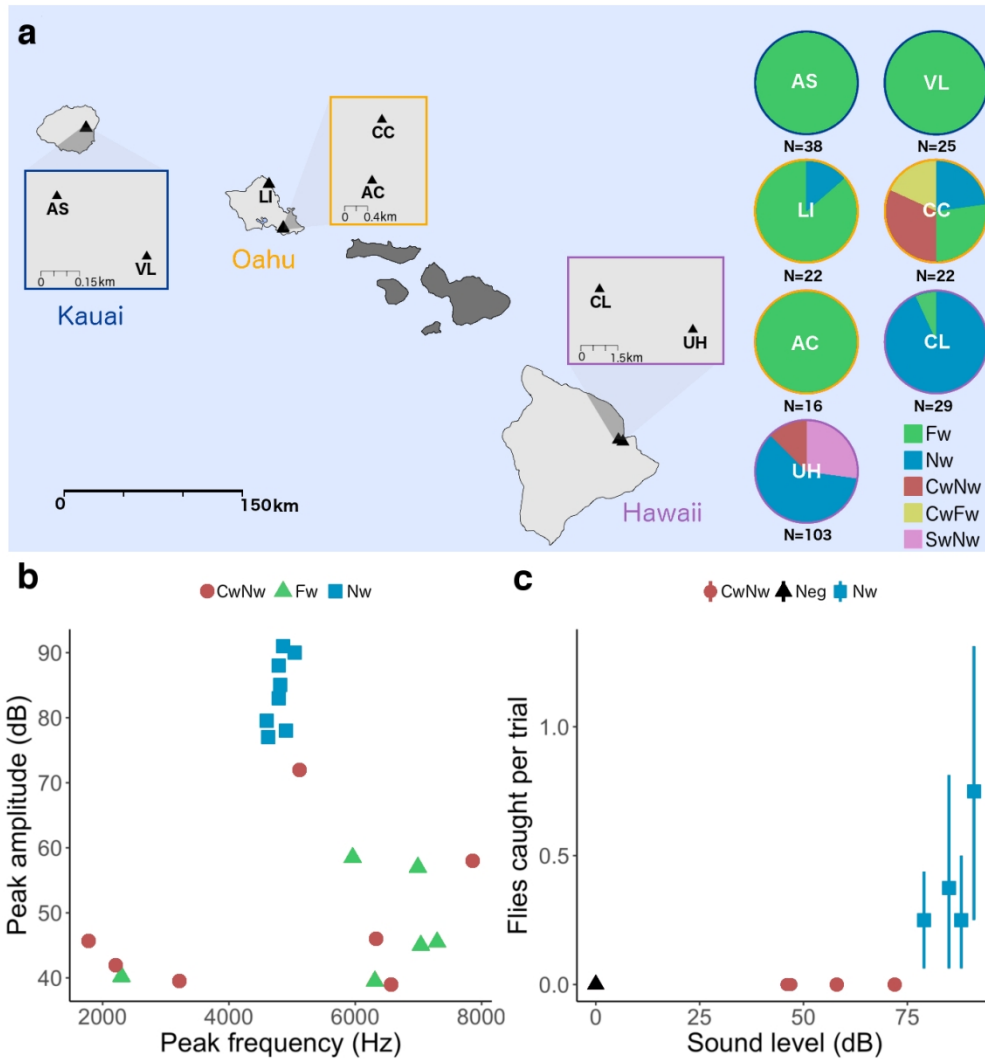 a
AS
VL
0 0.15km
Kauai
CC
AC
0 0.4km
LI
Oahu
CL
UH
0 1.5km
Hawaii
0 150km
AS
N=38
VL
N=25
LI
N=22
CC
N=22
AC
N=16
CL
N=29
UH
N=103
Fw
Nw
CwNw
CwFw
SwNw
b
CwNw Fw Nw
Peak amplitude (dB)
90
80
70
60
50
40
2000 4000 6000 8000
Peak frequency (Hz)
c
CwNw Neg Nw
Flies caught per trial
1.0
0.5
0.0
0 25 50 75
Sound level (dB)